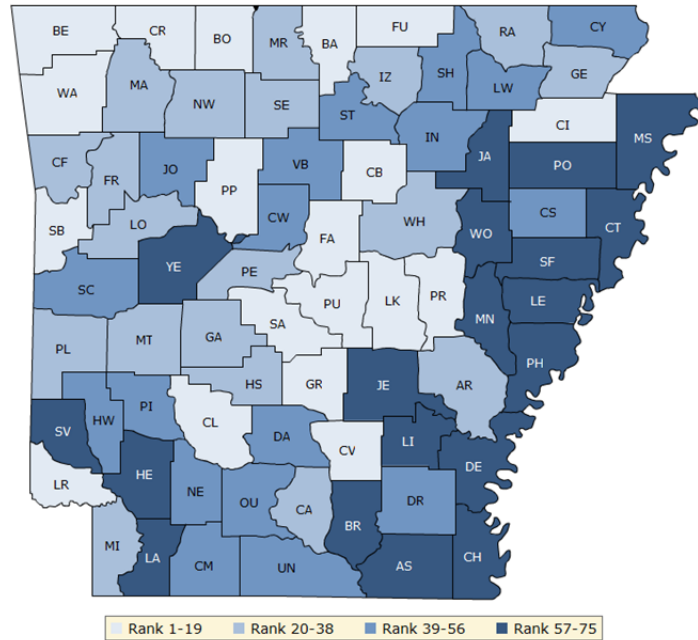 BE CR BO MR BA FU RA CY
WA MA NW SE ST IZ SH LW GE
CF FR JO PP VB CB IN JA CI PO MS
SB LO YE CW FA WH WO CS CT
SC PE PU LK PR SF
SA MN LE
PL MT GA PH
HS GR JE AR
SV HW PI CL DA CV LI DE
LR HE NE OU CA BR DR
MI LA CM UN AS CH
Rank 1-19 Rank 20-38 Rank 39-56 Rank 57-75